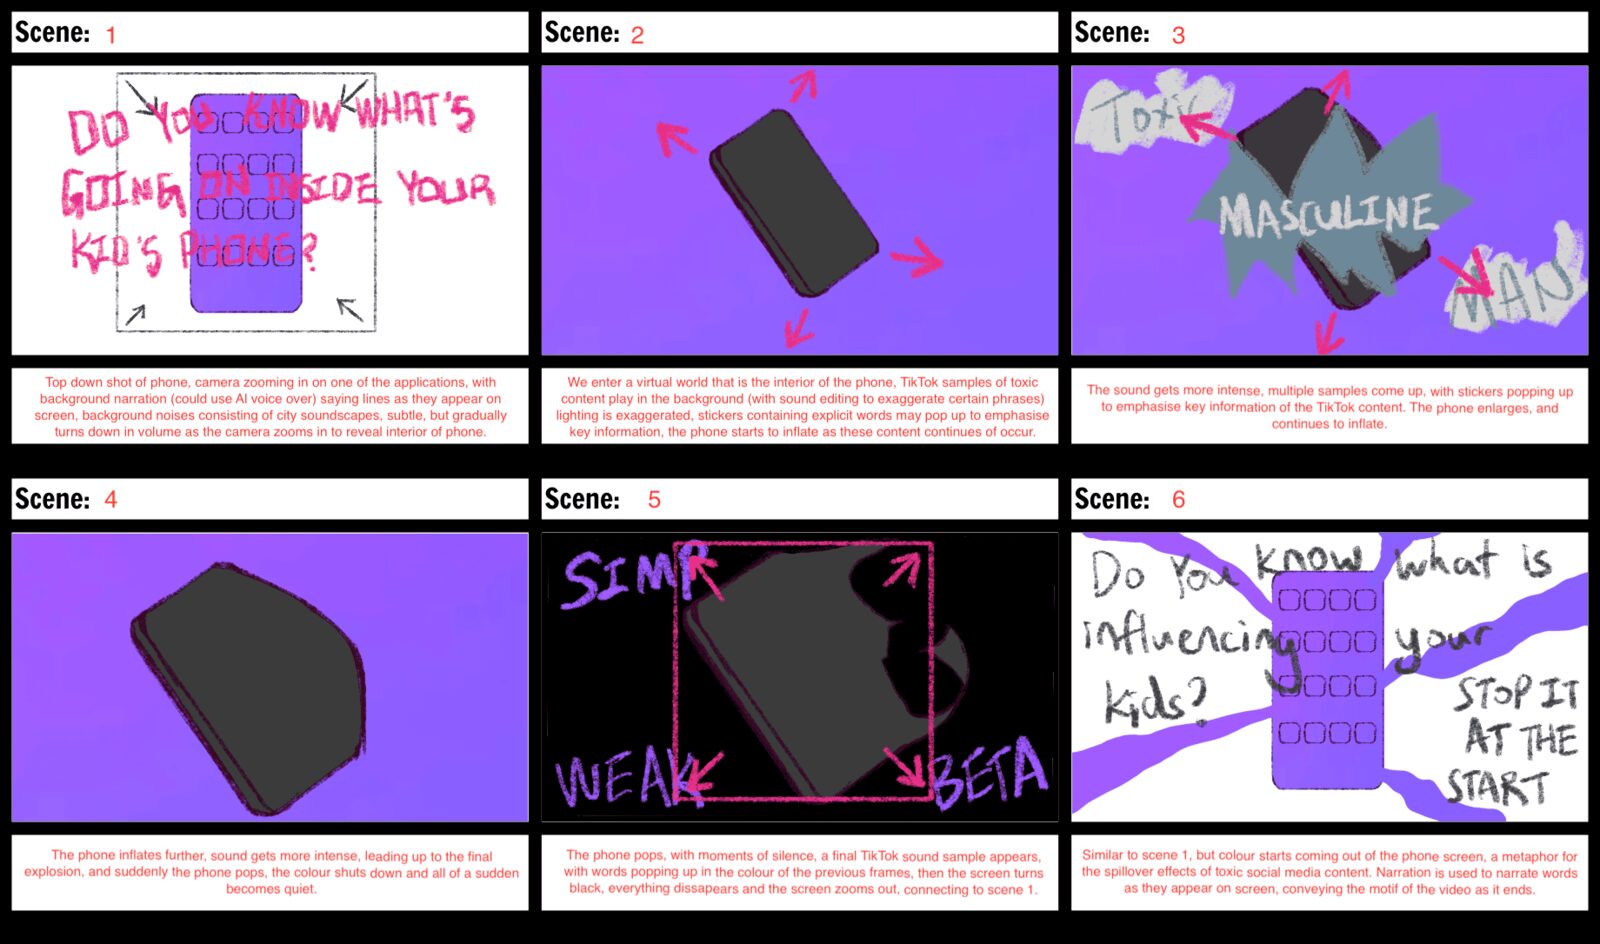 Scene: 1
DO YOU KNOW WHAT'S
GOING ON INSIDE YOUR
KID'S PHONE?
Top down shot of phone, camera zooming in on one of the applications, with
background narration (could use AI voice over) saying lines as they appear on
screen, background noises consisting of city soundscapes, subtle, but gradually
turns down in volume as the camera zooms in to reveal interior of phone.
Scene: 2
We enter a virtual world that is the interior of the phone, TikTok samples of toxic
content play in the background (with sound editing to exaggerate certain phrases)
lighting is exaggerated, stickers containing explicit words may pop up to emphasise
key information, the phone starts to inflate as these content continues of occur.
Scene: 3
TOXIC
MASCULINE
MAN
The sound gets more intense, multiple samples come up, with stickers popping up
to emphasise key information of the TikTok content. The phone enlarges, and
continues to inflate.
Scene: 4
The phone inflates further, sound gets more intense, leading up to the final
explosion, and suddenly the phone pops, the colour shuts down and all of a sudden
becomes quiet.
Scene: 5
SIMP
WEAK
BETA
The phone pops, with moments of silence, a final TikTok sound sample appears,
with words popping up in the colour of the previous frames, then the screen turns
black, everything dissapears and the screen zooms out, connecting to scene 1.
Scene: 6
Do You know what is
influencing your
kids?
STOP IT
AT THE
START
Similar to scene 1, but colour starts coming out of the phone screen, a metaphor for
the spillover effects of toxic social media content. Narration is used to narrate words
as they appear on screen, conveying the motif of the video as it ends.